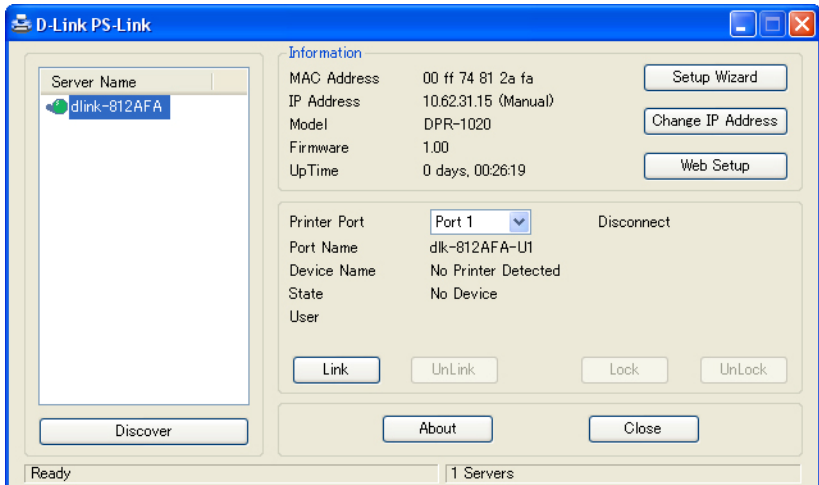 D-Link PS-Link
Server Name
dlink-812AFA
Discover
Information
MAC Address 00 ff 74 81 2a fa
IP Address 10.62.31.15 (Manual)
Model DPR-1020
Firmware 1.00
UpTime 0 days, 00:26:19
Setup Wizard
Change IP Address
Web Setup
Printer Port Port 1 Disconnect
Port Name dlk-812AFA-U1
Device Name No Printer Detected
State No Device
User
Link UnLink Lock UnLock
About Close
Ready 1 Servers